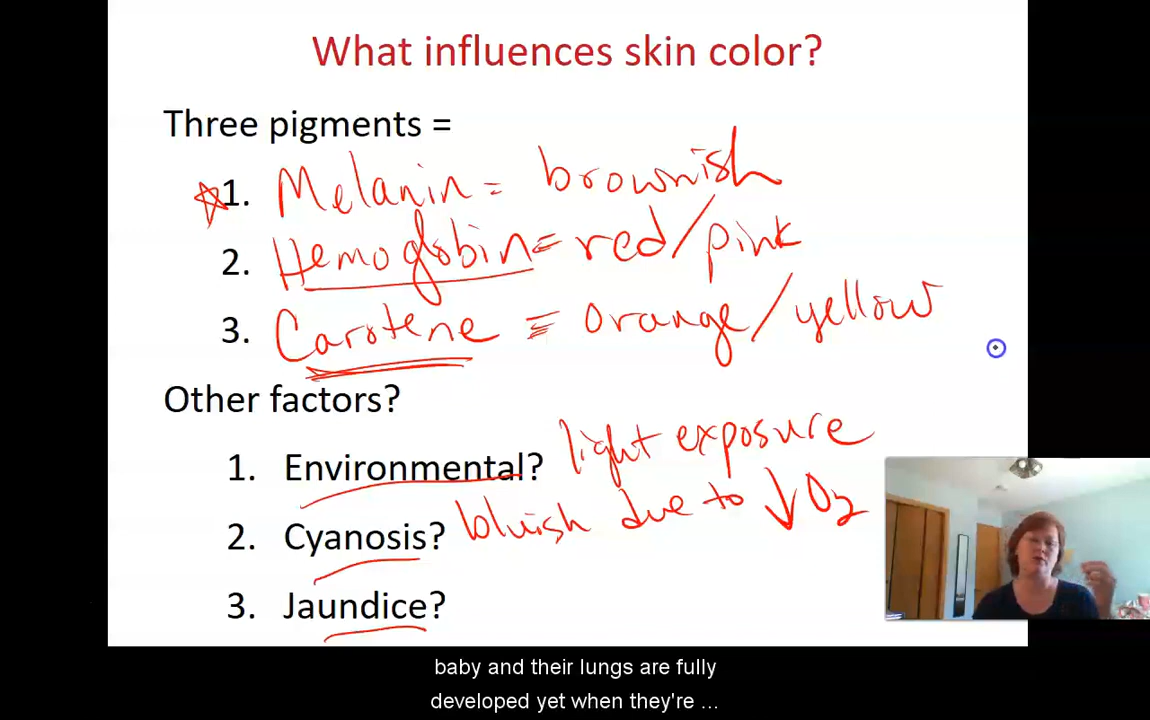 What influences skin color?
Three pigments =
☆1. Melanin = brownish
2. Hemoglobin = red/pink
3. Carotene = orange/yellow
Other factors?
1. Environmental? light exposure
2. Cyanosis? bluish due to ↓O₂
3. Jaundice?
baby and their lungs are fully
developed yet when they're ...